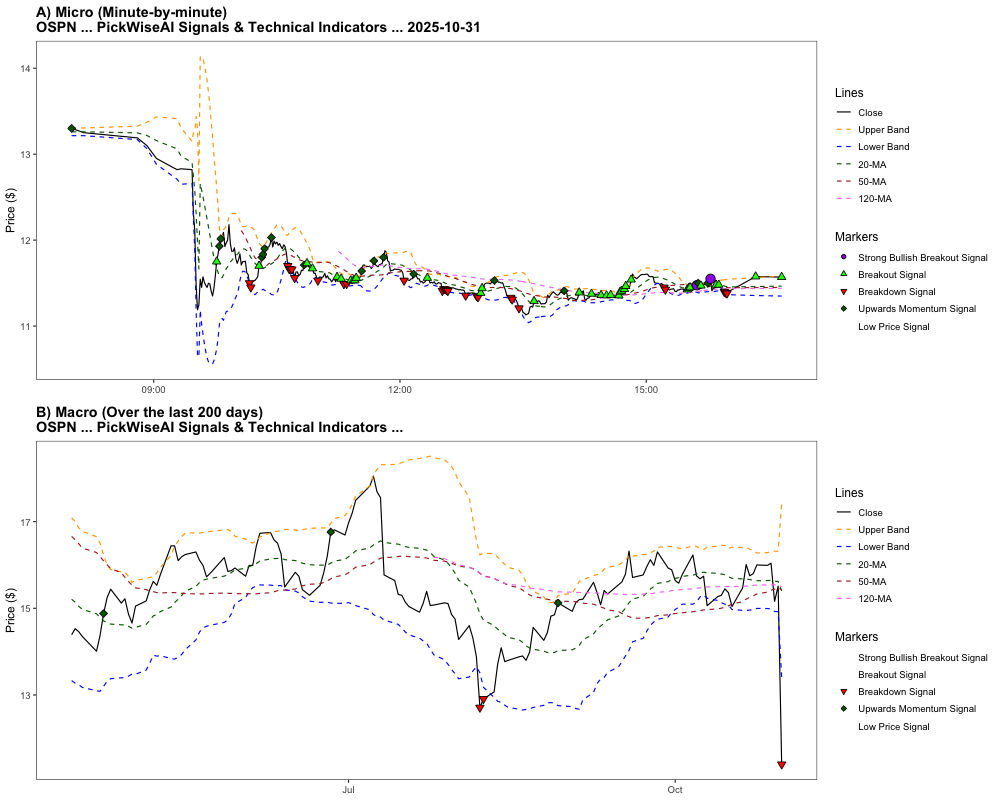 A) Micro (Minute-by-minute)
OSPN ... PickWiseAI Signals & Technical Indicators ... 2025-10-31
Price ($)
14
13
12
11
09:00
12:00
15:00
Lines
Close
Upper Band
Lower Band
20-MA
50-MA
120-MA
Markers
Strong Bullish Breakout Signal
Breakout Signal
Breakdown Signal
Upwards Momentum Signal
Low Price Signal
B) Macro (Over the last 200 days)
OSPN ... PickWiseAI Signals & Technical Indicators ...
Price ($)
17
15
13
Jul
Oct
Lines
Close
Upper Band
Lower Band
20-MA
50-MA
120-MA
Markers
Strong Bullish Breakout Signal
Breakout Signal
Breakdown Signal
Upwards Momentum Signal
Low Price Signal